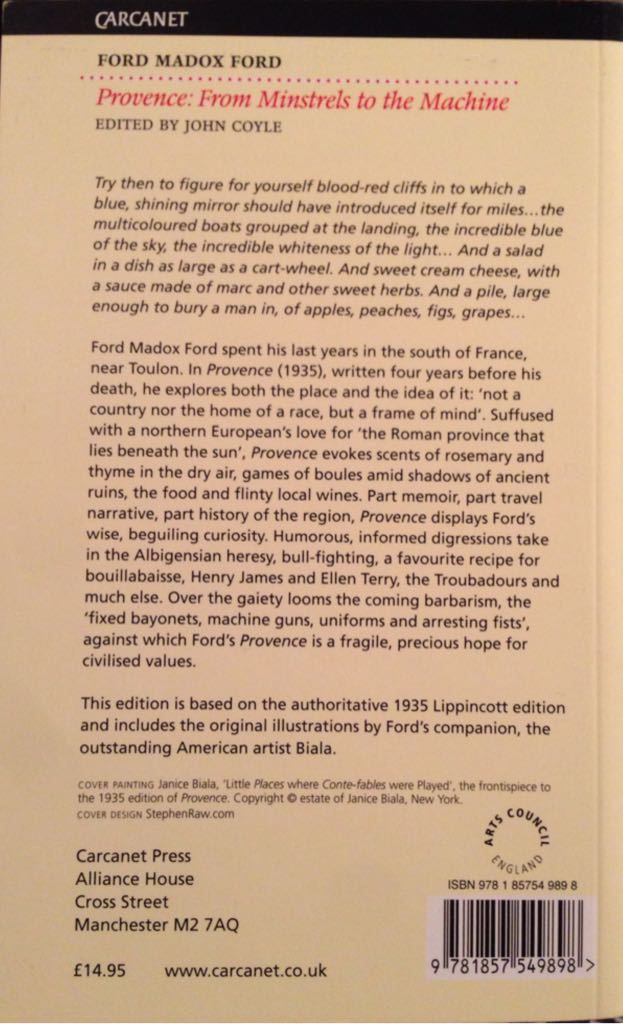 CARCANET
FORD MADOX FORD
Provence: From Minstrels to the Machine
EDITED BY JOHN COYLE
Try then to figure for yourself blood-red cliffs in to which a
blue, shining mirror should have introduced itself for miles...the
multicoloured boats grouped at the landing, the incredible blue
of the sky, the incredible whiteness of the light... And a salad
in a dish as large as a cart-wheel. And sweet cream cheese, with
a sauce made of marc and other sweet herbs. And a pile, large
enough to bury a man in, of apples, peaches, figs, grapes...
Ford Madox Ford spent his last years in the south of France,
near Toulon. In Provence (1935), written four years before his
death, he explores both the place and the idea of it: ‘not a
country nor the home of a race, but a frame of mind’. Suffused
with a northern European’s love for ‘the Roman province that
lies beneath the sun’, Provence evokes scents of rosemary and
thyme in the dry air, games of boules amid shadows of ancient
ruins, the food and flinty local wines. Part memoir, part travel
narrative, part history of the region, Provence displays Ford’s
wise, beguiling curiosity. Humorous, informed digressions take
in the Albigensian heresy, bull-fighting, a favourite recipe for
bouillabaisse, Henry James and Ellen Terry, the Troubadours and
much else. Over the gaiety looms the coming barbarism, the
‘fixed bayonets, machine guns, uniforms and arresting fists’,
against which Ford’s Provence is a fragile, precious hope for
civilised values.
This edition is based on the authoritative 1935 Lippincott edition
and includes the original illustrations by Ford’s companion, the
outstanding American artist Biala.
COVER PAINTING Janice Biala, ‘Little Places where Conte-fables were Played’, the frontispiece to
the 1935 edition of Provence. Copyright © estate of Janice Biala, New York.
COVER DESIGN StephenRaw.com
ARTS COUNCIL
ENGLAND
Carcanet Press
Alliance House
Cross Street
Manchester M2 7AQ
£14.95 www.carcanet.co.uk
ISBN 978 1 85754 989 8
9 781857 549898 >